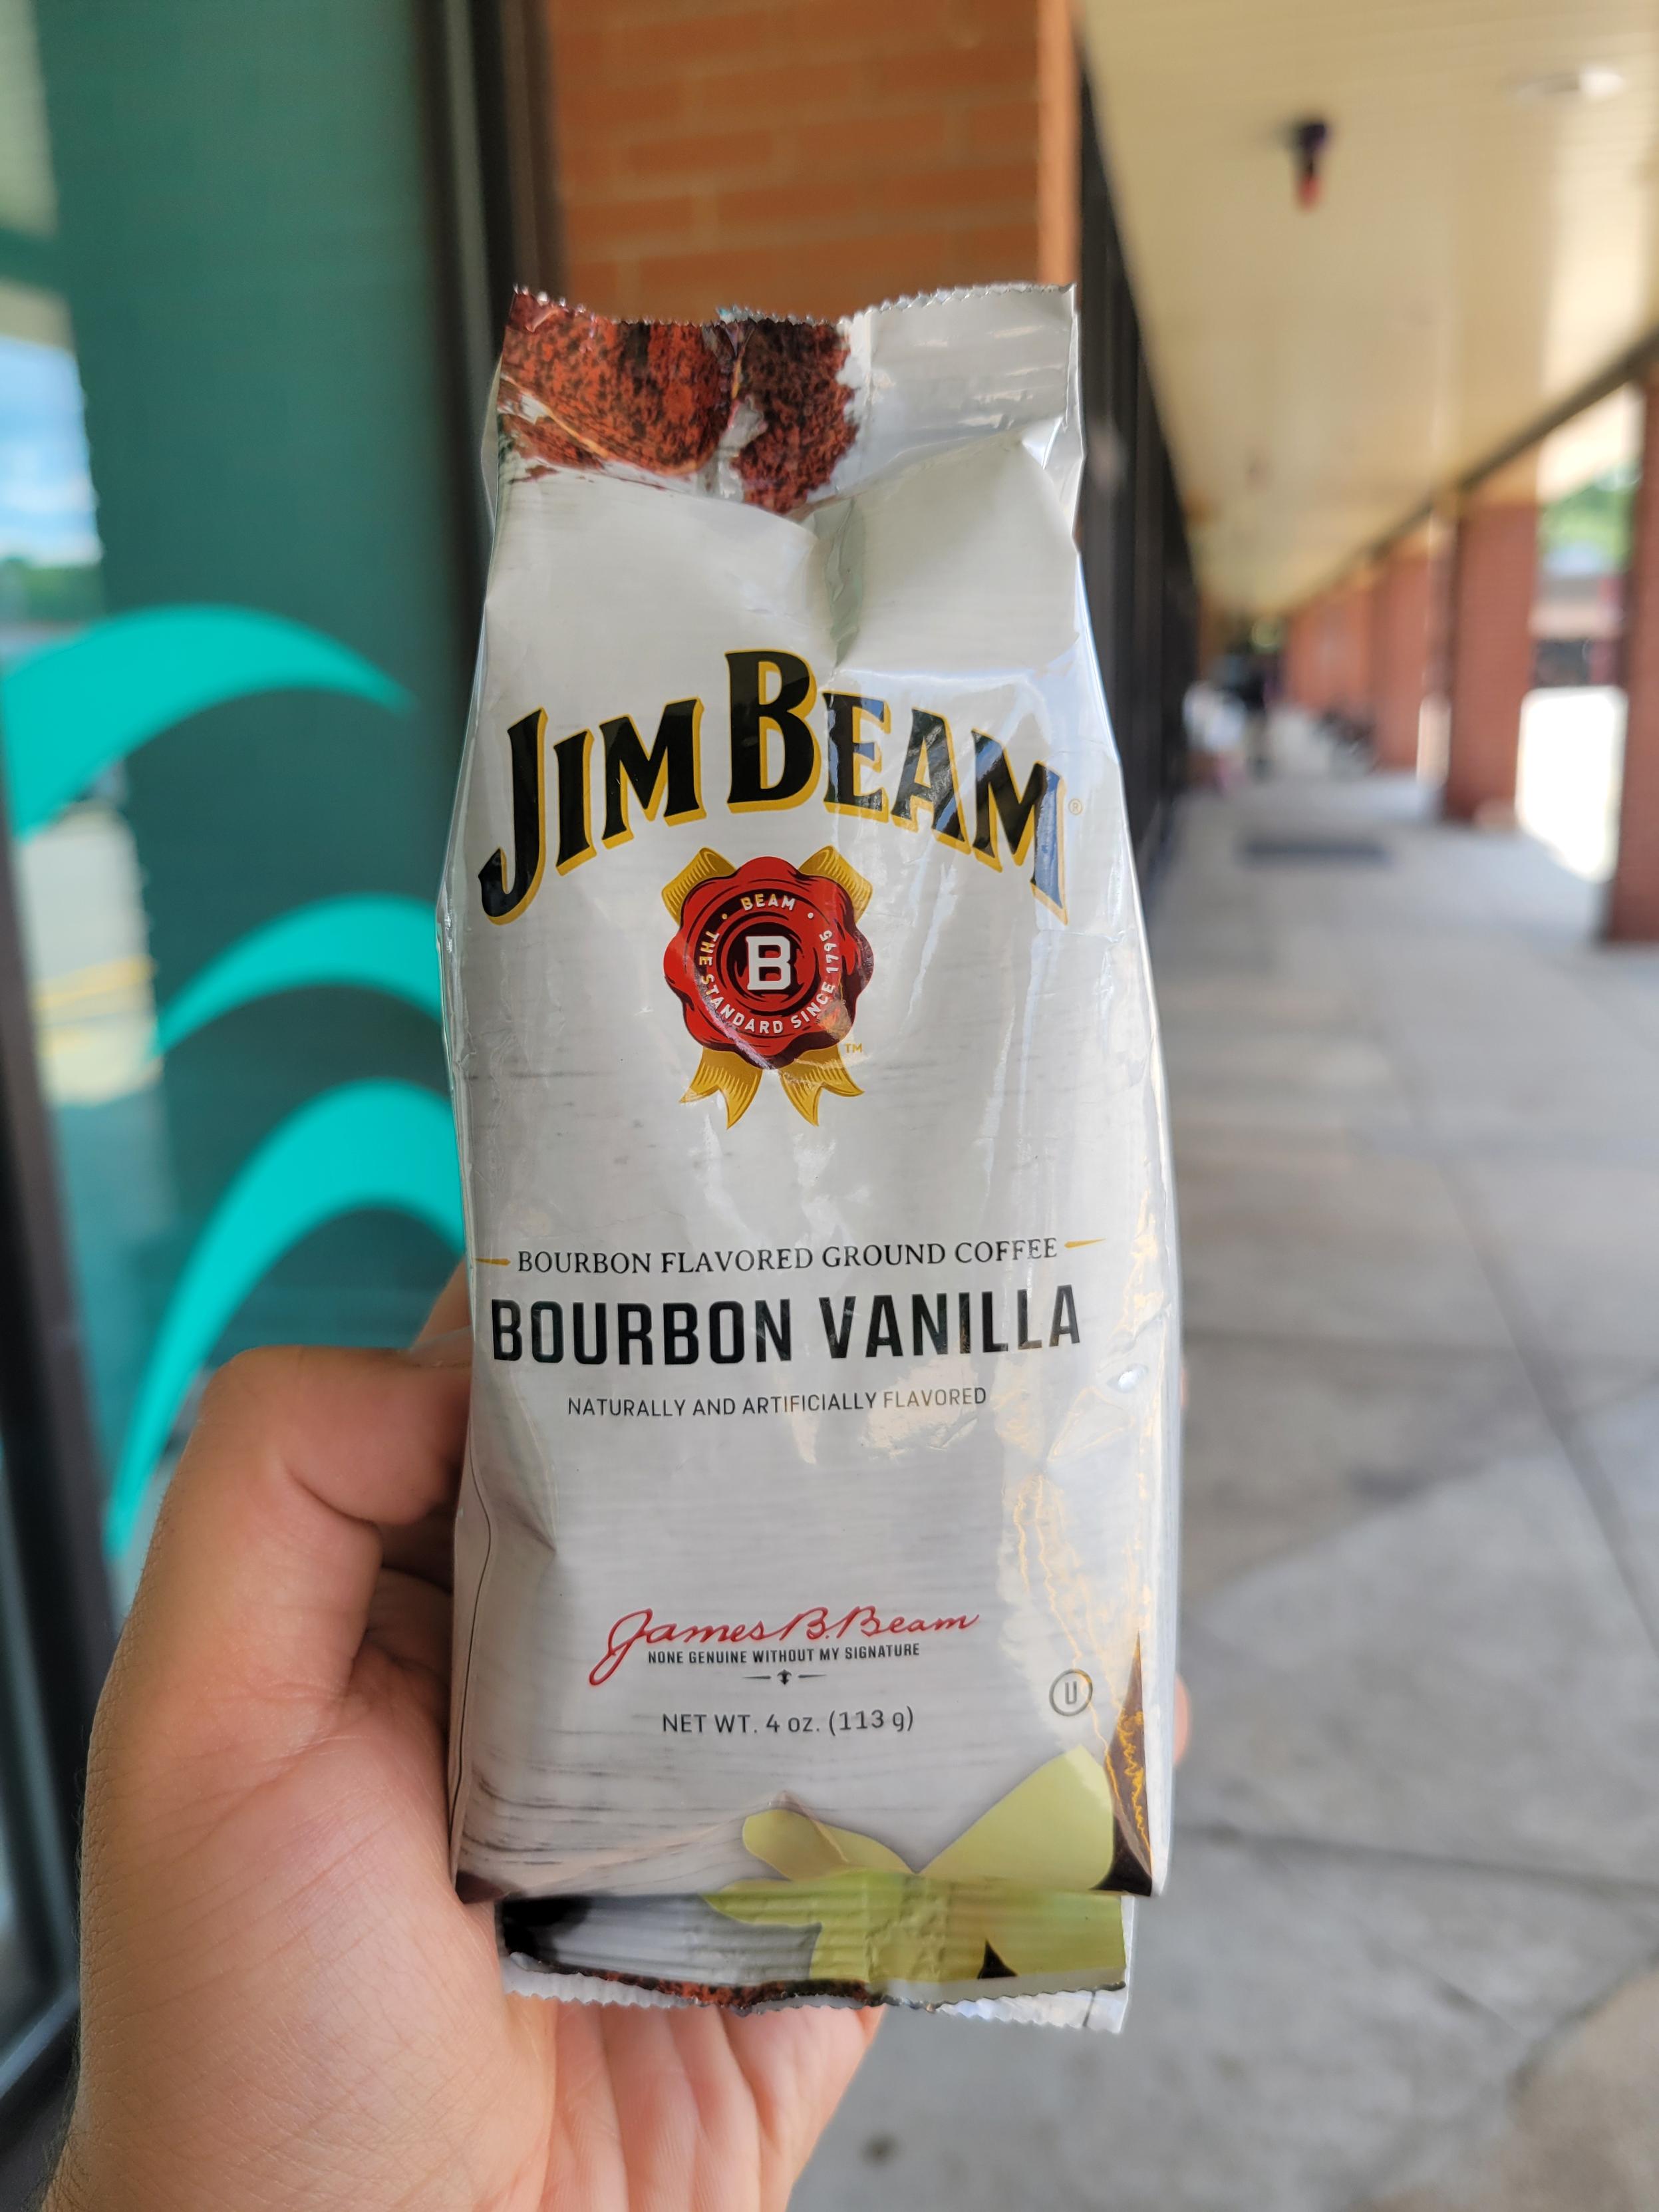 JIM BEAM®
BEAM
THE STANDARD SINCE 1795
B
TM
BOURBON FLAVORED GROUND COFFEE
BOURBON VANILLA
NATURALLY AND ARTIFICIALLY FLAVORED
James B. Beam
NONE GENUINE WITHOUT MY SIGNATURE
U
NET WT. 4 oz. (113 g)